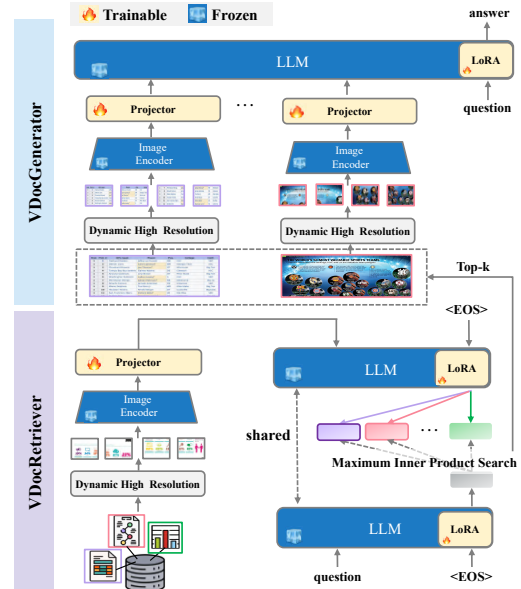 Trainable Frozen
answer
LLM
LoRA
Projector
...
Projector
question
Image
Encoder
Image
Encoder
Dynamic High Resolution
Dynamic High Resolution
VDocGenerator
Top-k
<EOS>
Projector
LLM
LoRA
Image
Encoder
shared
...
Dynamic High Resolution
Maximum Inner Product Search
LLM
LoRA
question
<EOS>
VDocRetriever